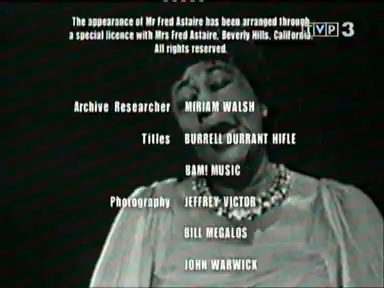 The appearance of Mr Fred Astaire has been arranged through
a special licence with Mrs Fred Astaire, Beverly Hills, California.
All rights reserved.
TVP 3
Archive Researcher MIRIAM WALSH
Titles BURRELL DURRANT HIFLE
BAM! MUSIC
Photography JEFFREY VICTOR
BILL MEGALOS
JOHN WARWICK